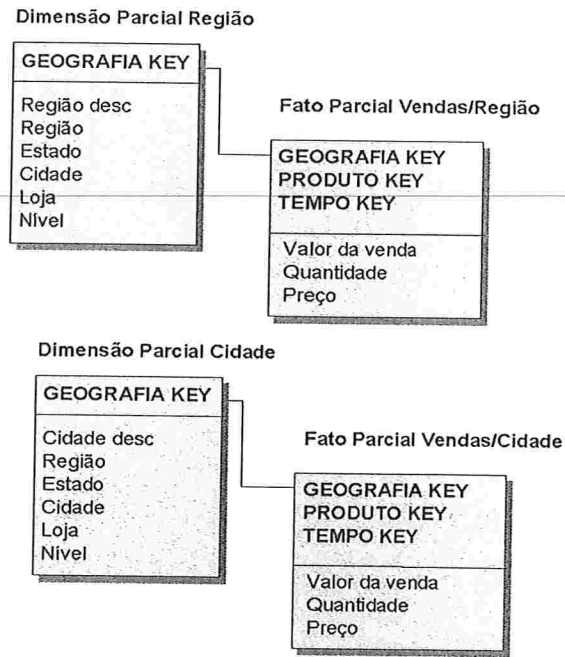 Dimensão Parcial Região
GEOGRAFIA KEY
Região desc
Região
Estado
Cidade
Loja
Nível
Fato Parcial Vendas/Região
GEOGRAFIA KEY
PRODUTO KEY
TEMPO KEY
Valor da venda
Quantidade
Preço
Dimensão Parcial Cidade
GEOGRAFIA KEY
Cidade desc
Região
Estado
Cidade
Loja
Nível
Fato Parcial Vendas/Cidade
GEOGRAFIA KEY
PRODUTO KEY
TEMPO KEY
Valor da venda
Quantidade
Preço